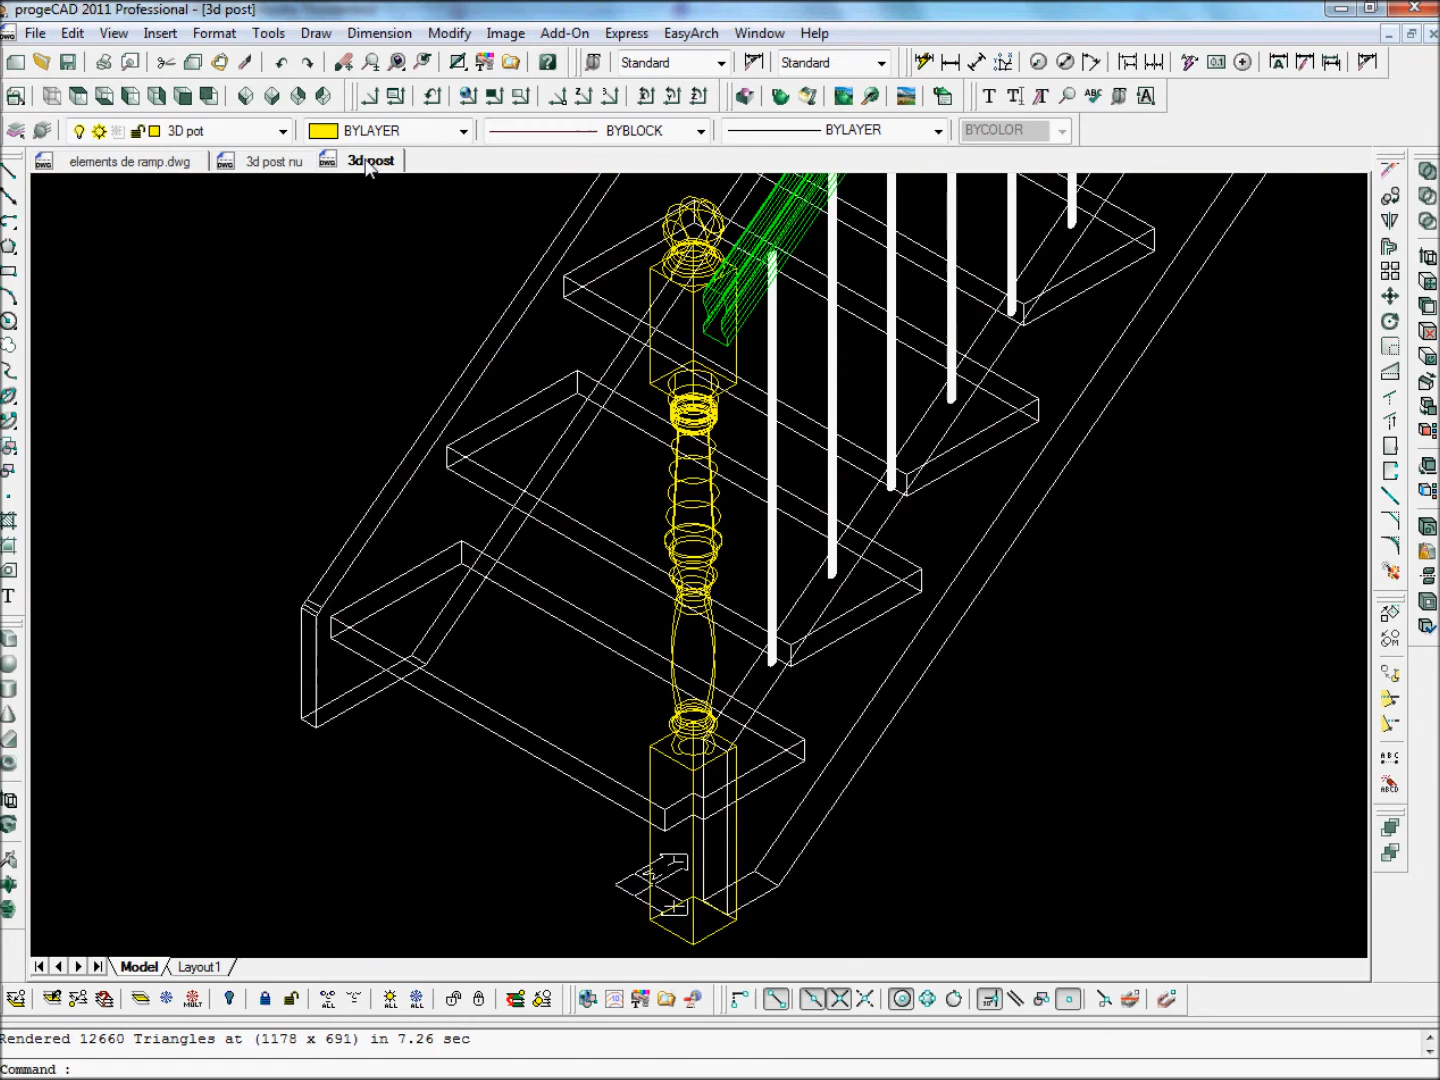 progeCAD 2011 Professional - [3d post]
File Edit View Insert Format Tools Draw Dimension Modify Image Add-On Express EasyArch Window Help
Standard Standard
3D pot BYLAYER BYBLOCK BYLAYER BYCOLOR
elements de ramp.dwg 3d post nu 3d post
Model Layout1
Rendered 12660 Triangles at (1178 x 691) in 7.26 sec
Command :